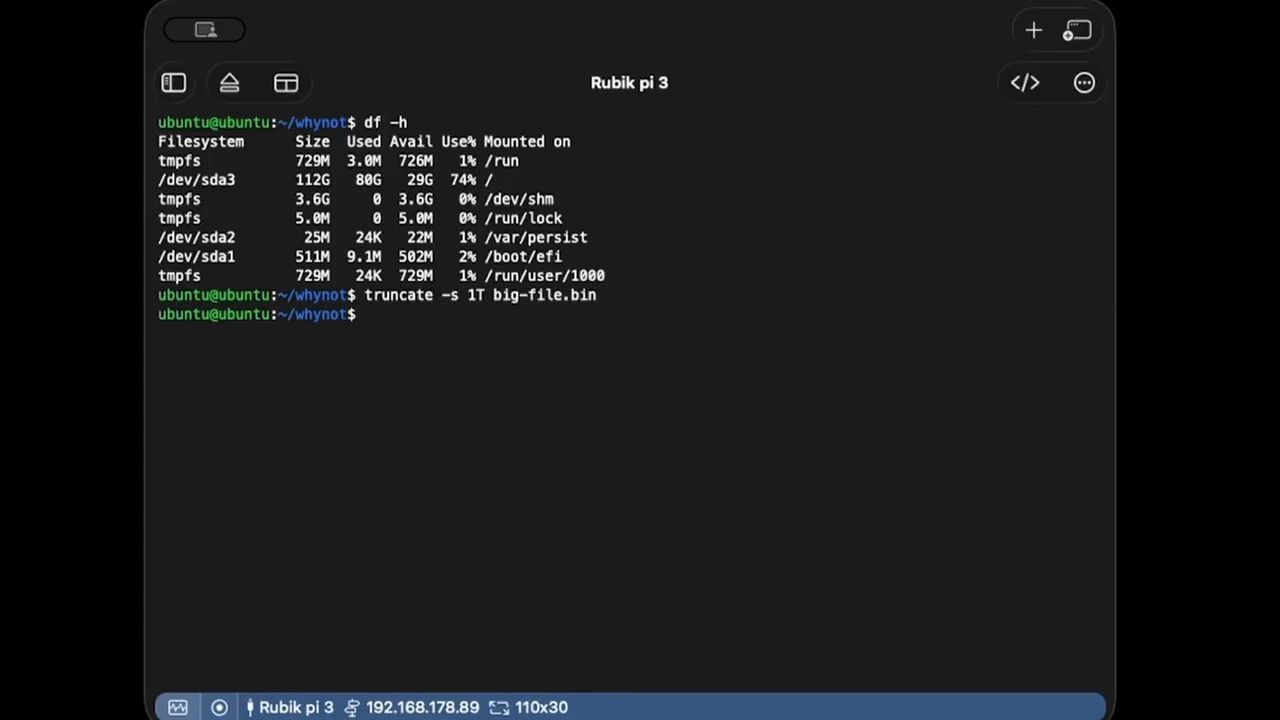 Rubik pi 3
ubuntu@ubuntu:~/whynot$ df -h
Filesystem      Size  Used Avail Use% Mounted on
tmpfs           729M  3.0M  726M   1% /run
/dev/sda3       112G   80G   29G  74% /
tmpfs           3.6G     0  3.6G   0% /dev/shm
tmpfs           5.0M     0  5.0M   0% /run/lock
/dev/sda2        25M   24K   22M   1% /var/persist
/dev/sda1       511M  9.1M  502M   2% /boot/efi
tmpfs           729M   24K  729M   1% /run/user/1000
ubuntu@ubuntu:~/whynot$ truncate -s 1T big-file.bin
ubuntu@ubuntu:~/whynot$
Rubik pi 3 192.168.178.89 110x30